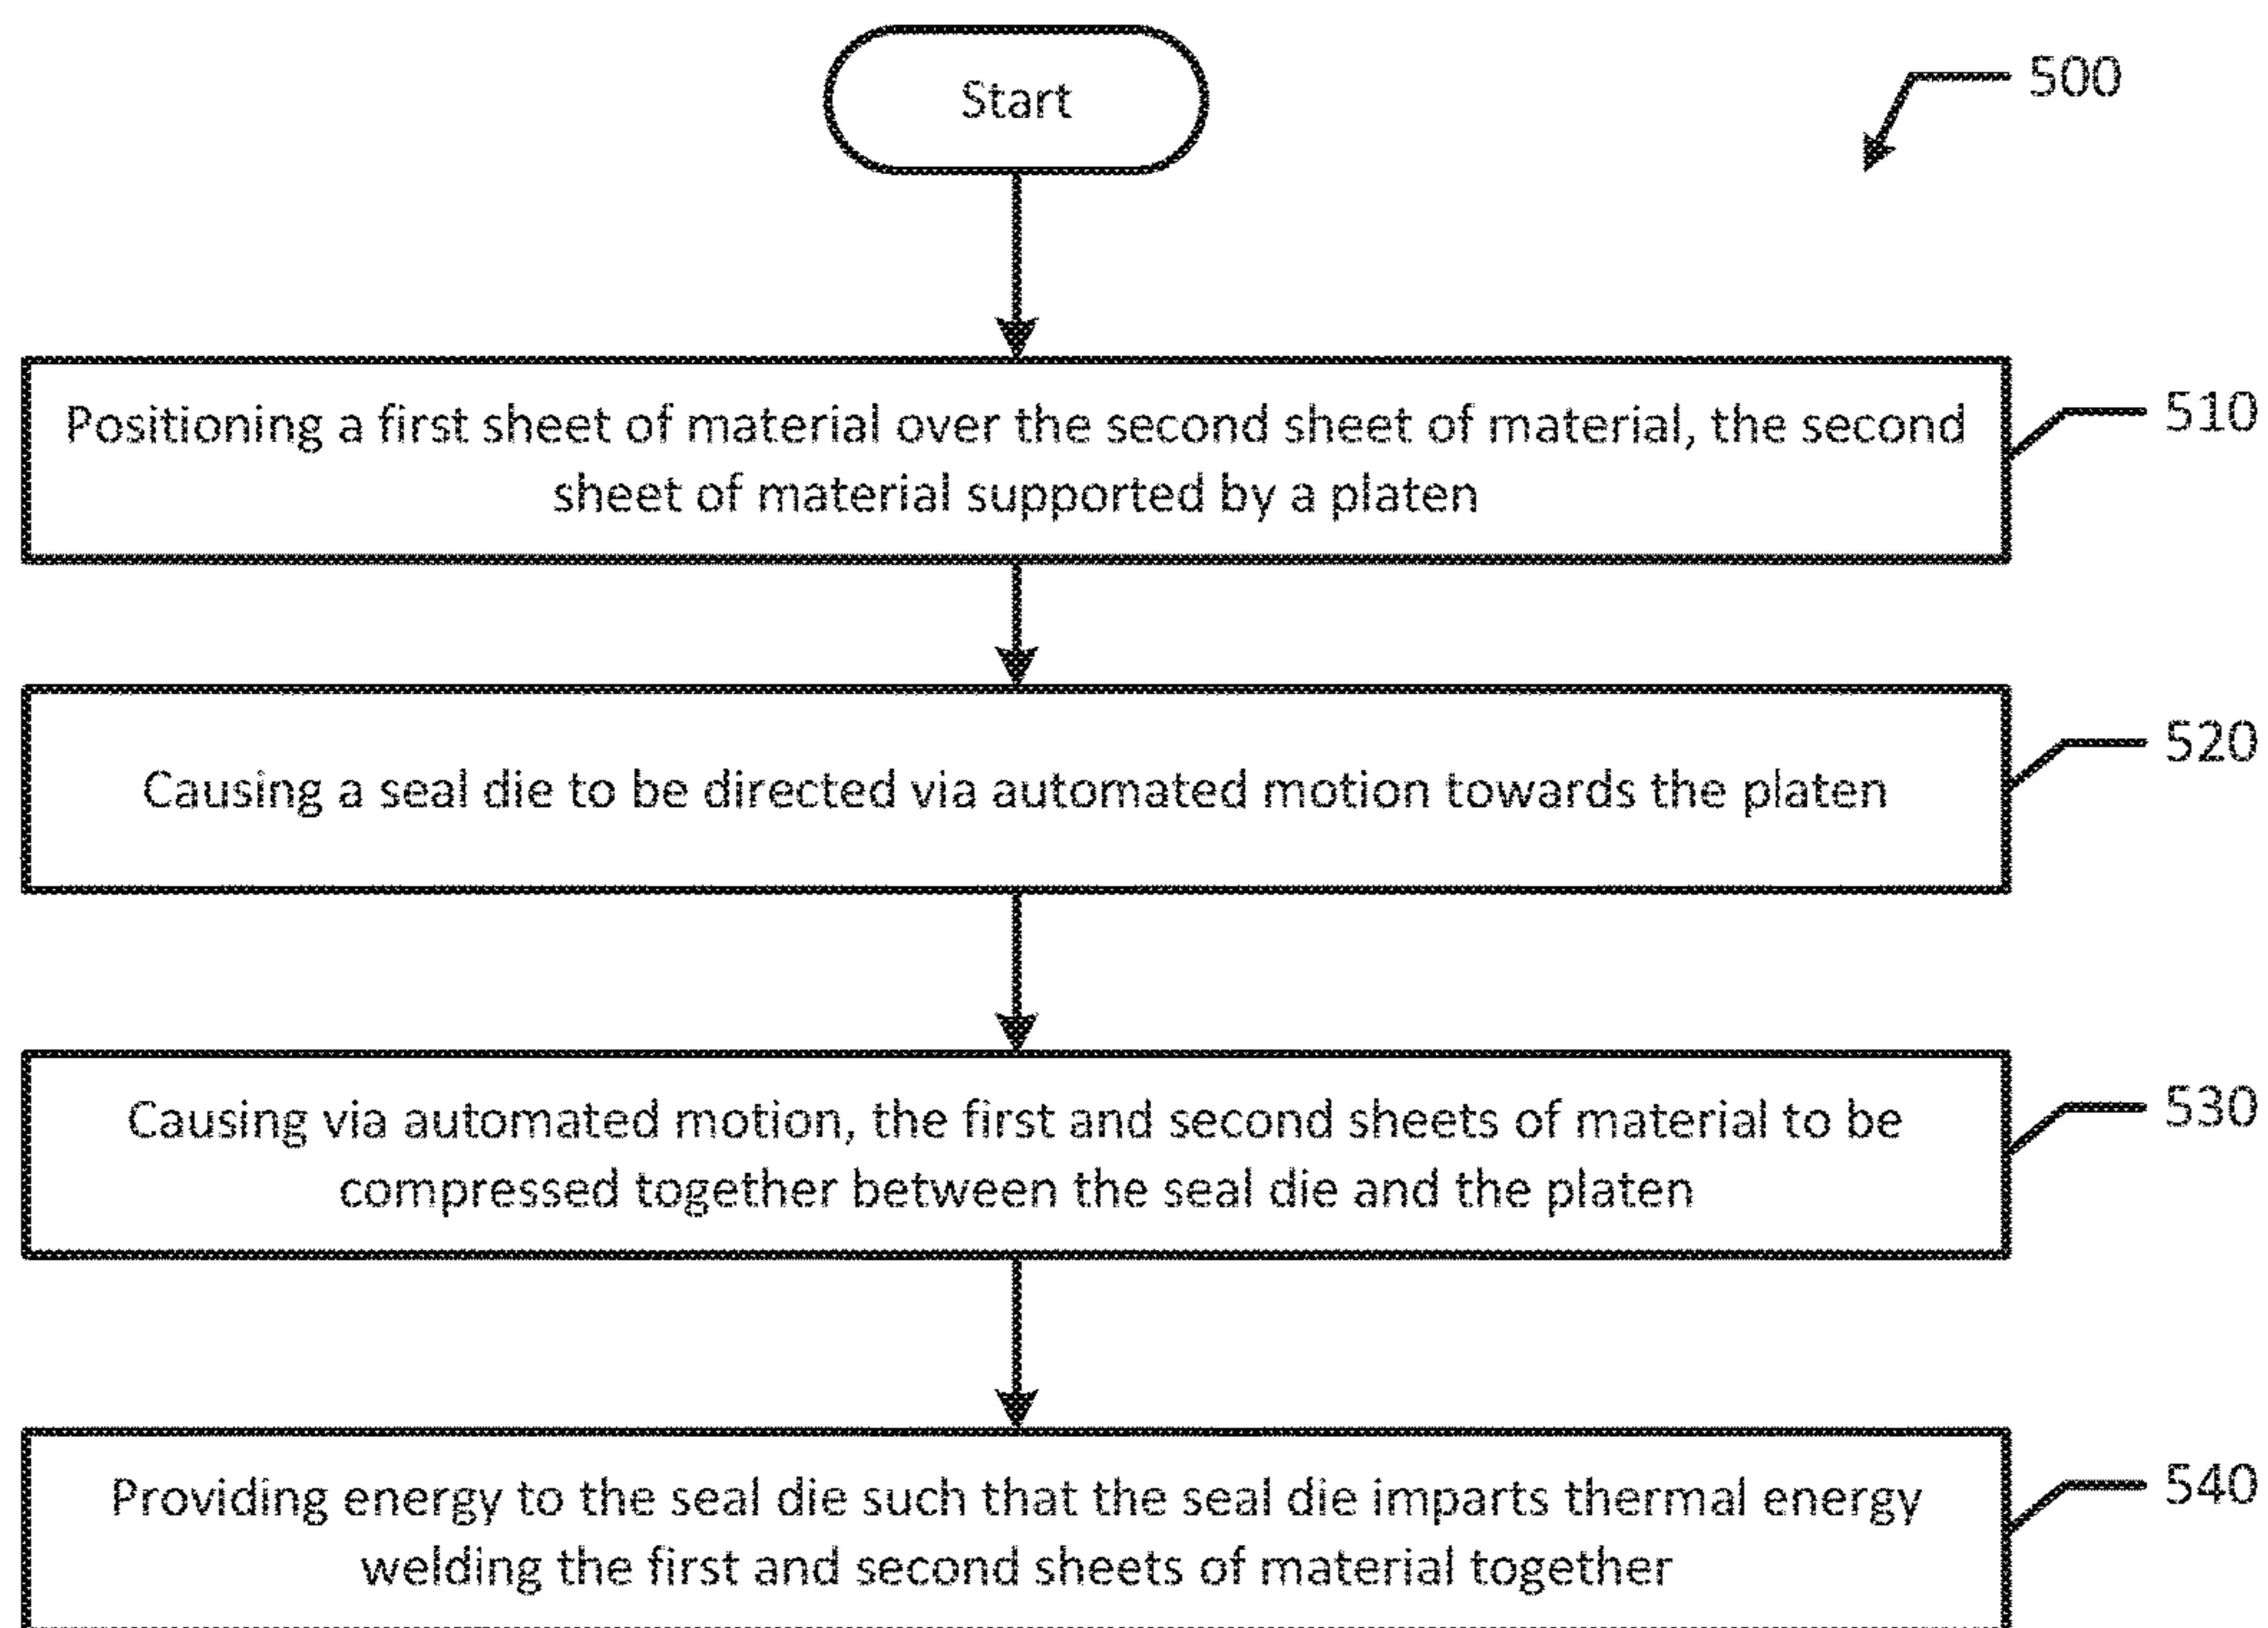 Start
500
Positioning a first sheet of material over the second sheet of material, the second
sheet of material supported by a platen
510
Causing a seal die to be directed via automated motion towards the platen
520
Causing via automated motion, the first and second sheets of material to be
compressed together between the seal die and the platen
530
Providing energy to the seal die such that the seal die imparts thermal energy
welding the first and second sheets of material together
540